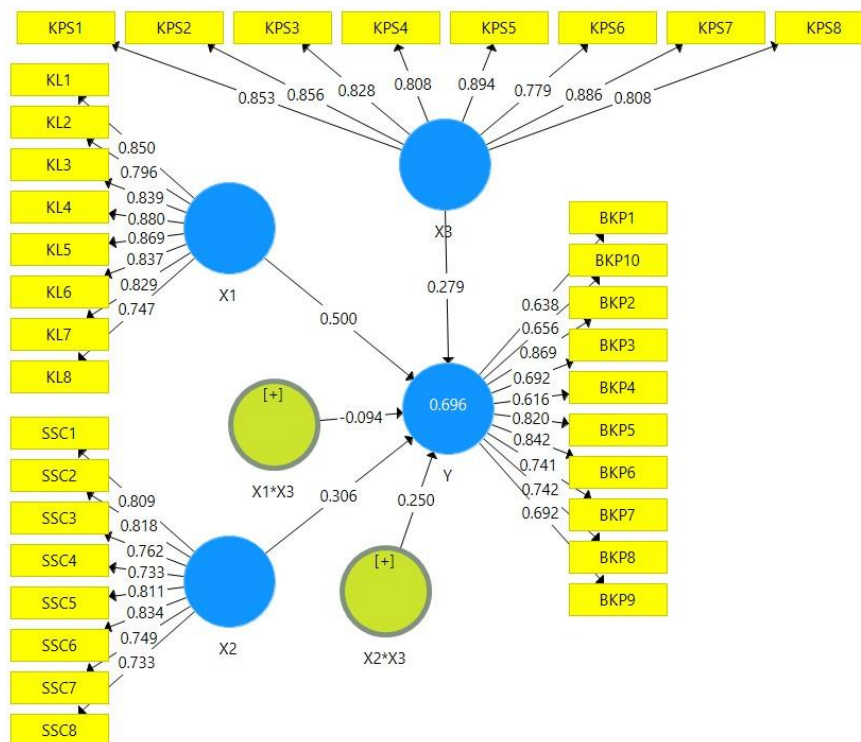 KPS1 KPS2 KPS3 KPS4 KPS5 KPS6 KPS7 KPS8
0.853 0.856 0.828 0.808 0.894 0.779 0.886 0.808
X3
0.279
KL1
KL2
KL3
KL4
KL5
KL6
KL7
KL8
0.850
0.796
0.839
0.880
0.869
0.837
0.829
0.747
X1
0.500
[+]
-0.094
X1*X3
SSC1
SSC2
SSC3
SSC4
SSC5
SSC6
SSC7
SSC8
0.809
0.818
0.762
0.733
0.811
0.834
0.749
0.733
X2
0.306
[+]
0.250
X2*X3
0.696
Y
0.638
0.656
0.869
0.692
0.616
0.820
0.842
0.741
0.742
0.692
BKP1
BKP10
BKP2
BKP3
BKP4
BKP5
BKP6
BKP7
BKP8
BKP9